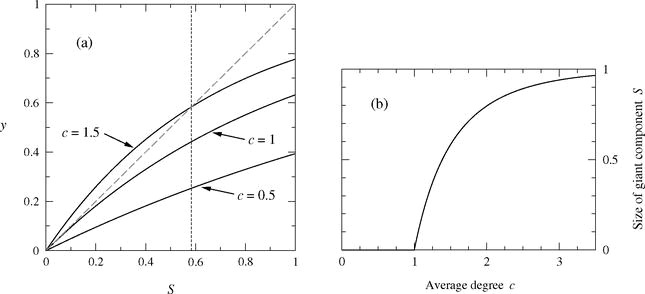 (a)
1
0.8
0.6
0.4
0.2
0
y
c = 1.5
c = 1
c = 0.5
0 0.2 0.4 0.6 0.8 1
S
(b)
1
0.5
0
Size of giant component S
0 1 2 3
Average degree c